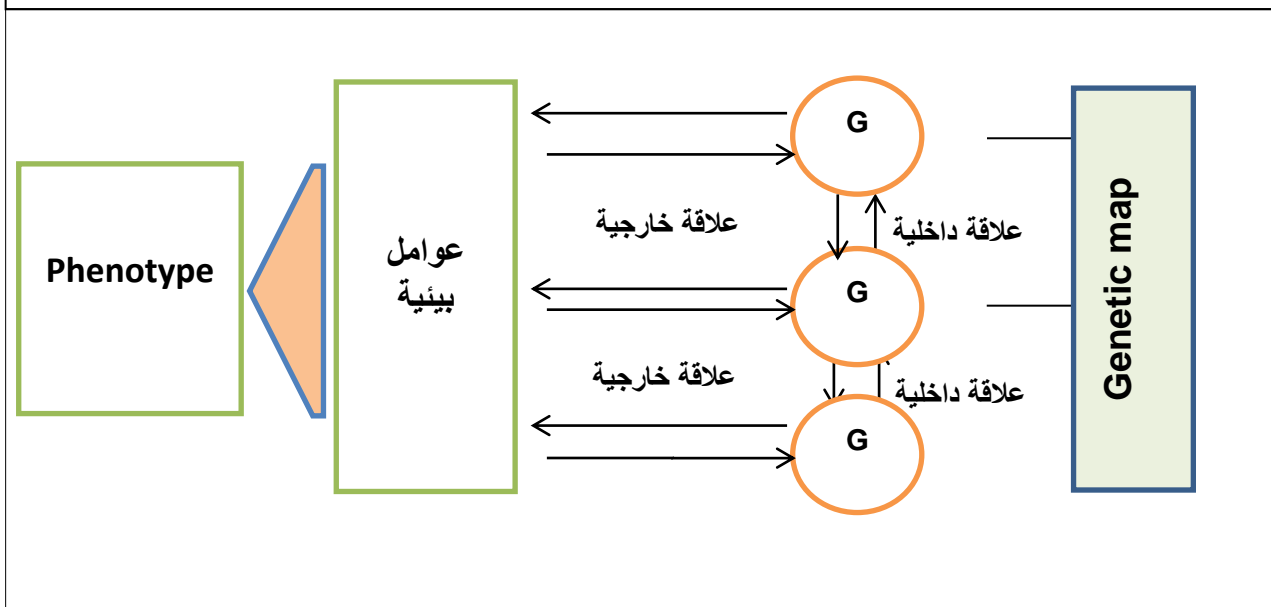 G
علاقة خارجية
علاقة داخلية
Phenotype
عوامل
بيئية
G
Genetic map
علاقة خارجية
علاقة داخلية
G